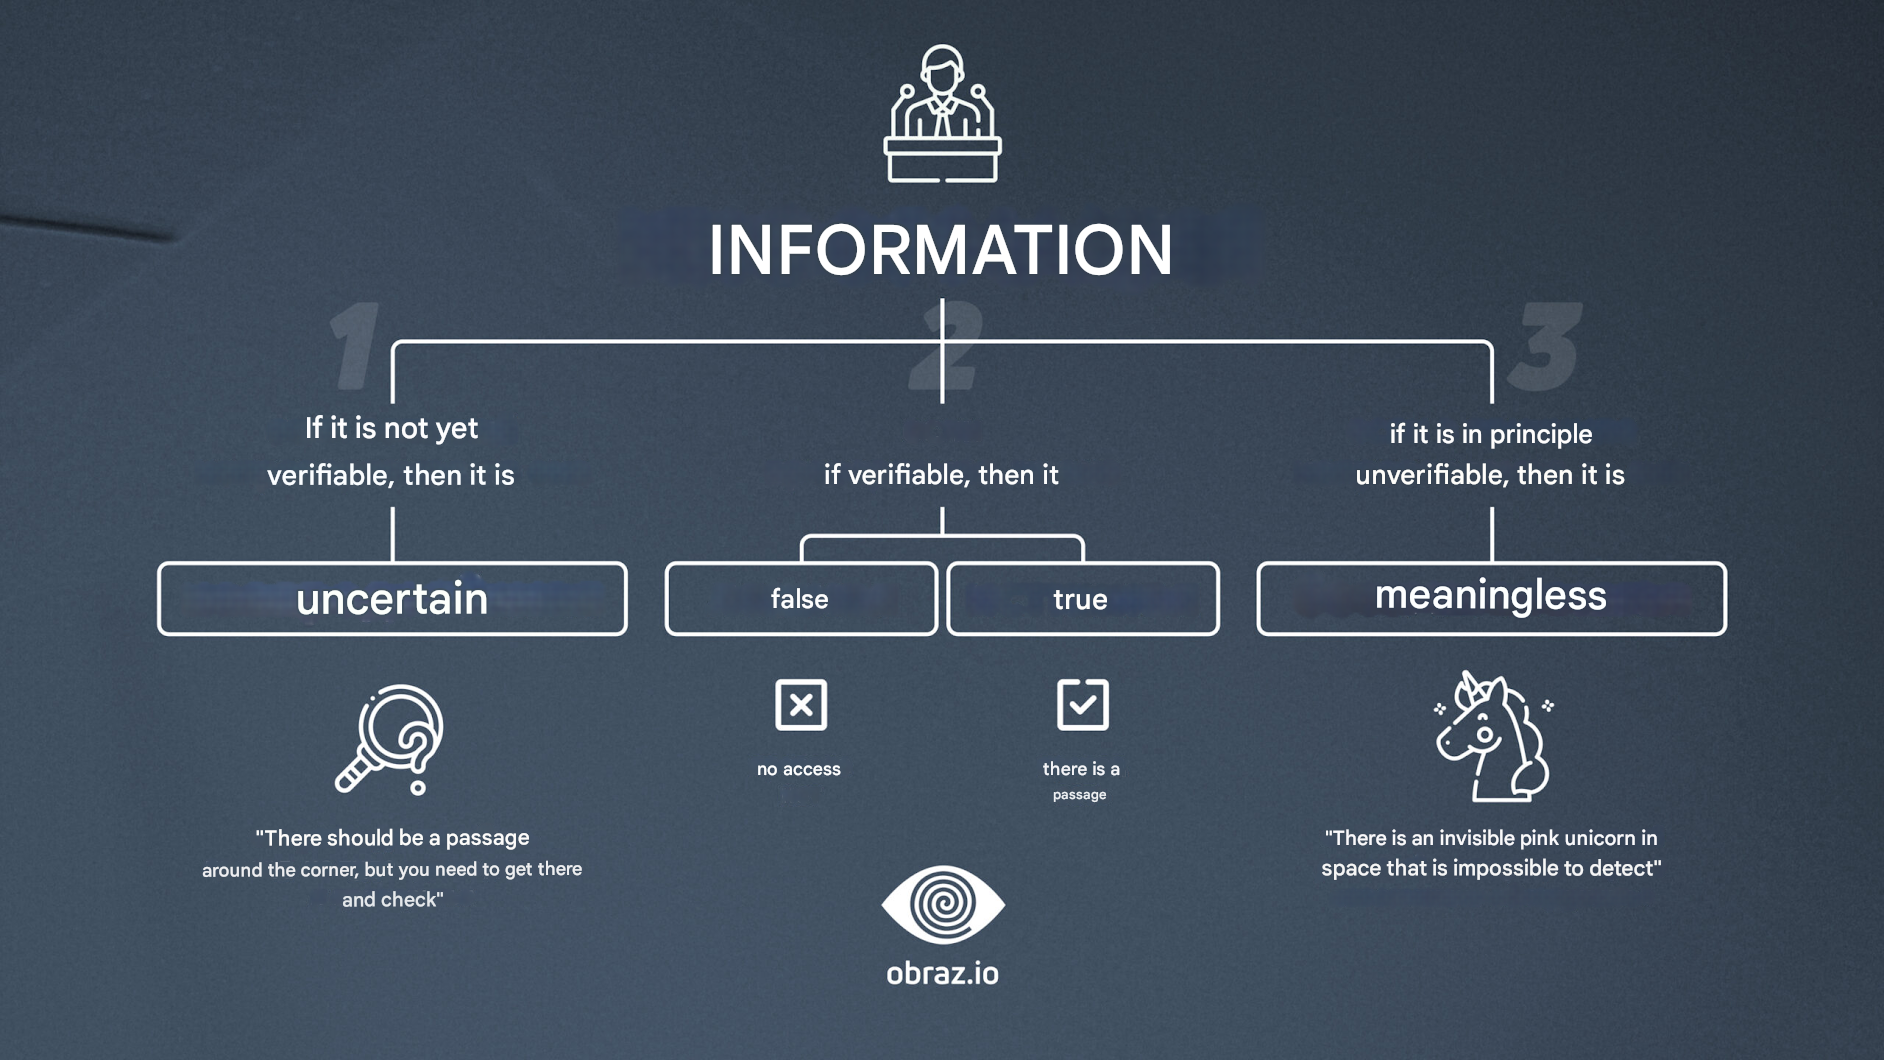 INFORMATION
1
2
3
If it is not yet
verifiable, then it is
if verifiable, then it
if it is in principle
unverifiable, then it is
uncertain
false
true
meaningless
no access
there is a
passage
"There should be a passage
around the corner, but you need to get there
and check"
"There is an invisible pink unicorn in
space that is impossible to detect"
obraz.io